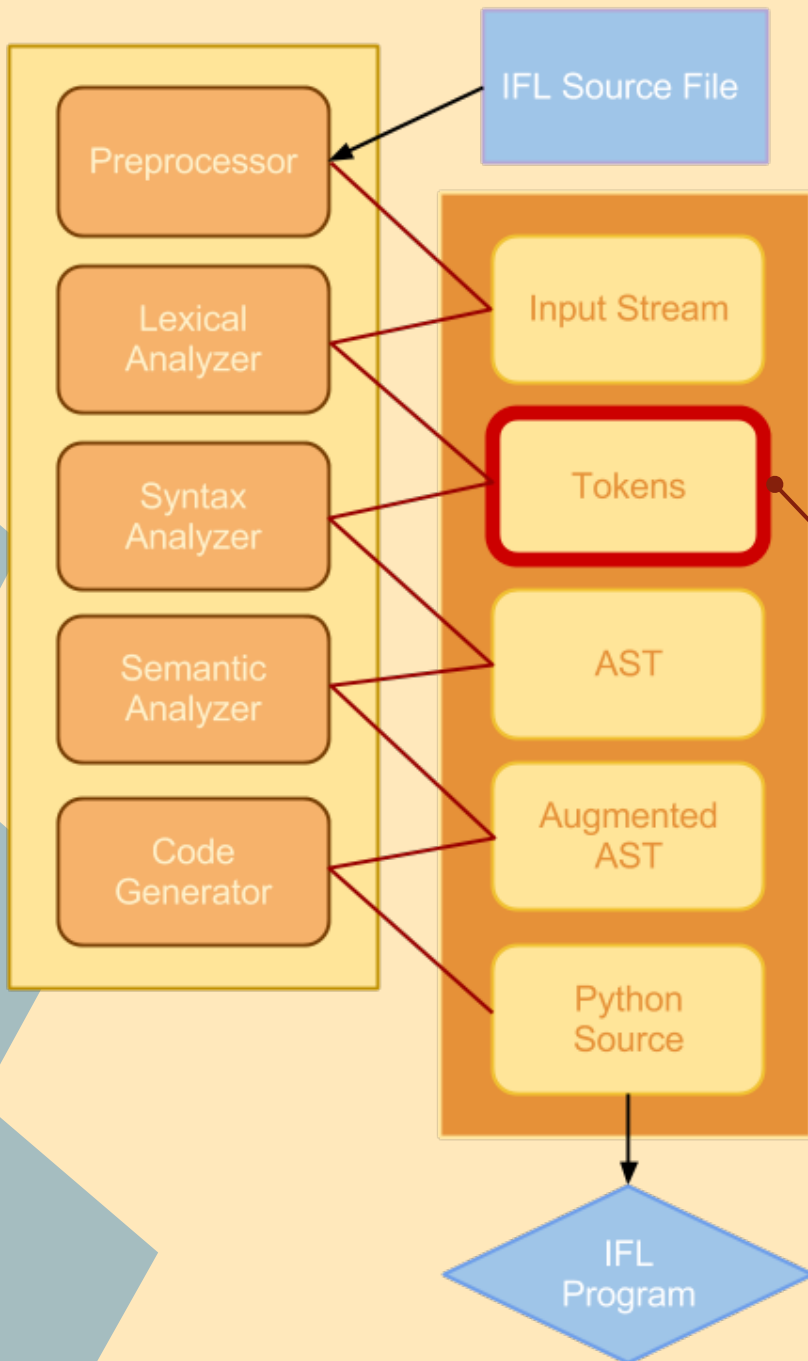 IFL Source File
Preprocessor
Lexical
Analyzer
Syntax
Analyzer
Semantic
Analyzer
Code
Generator
Input Stream
Tokens
AST
Augmented
AST
Python
Source
IFL
Program